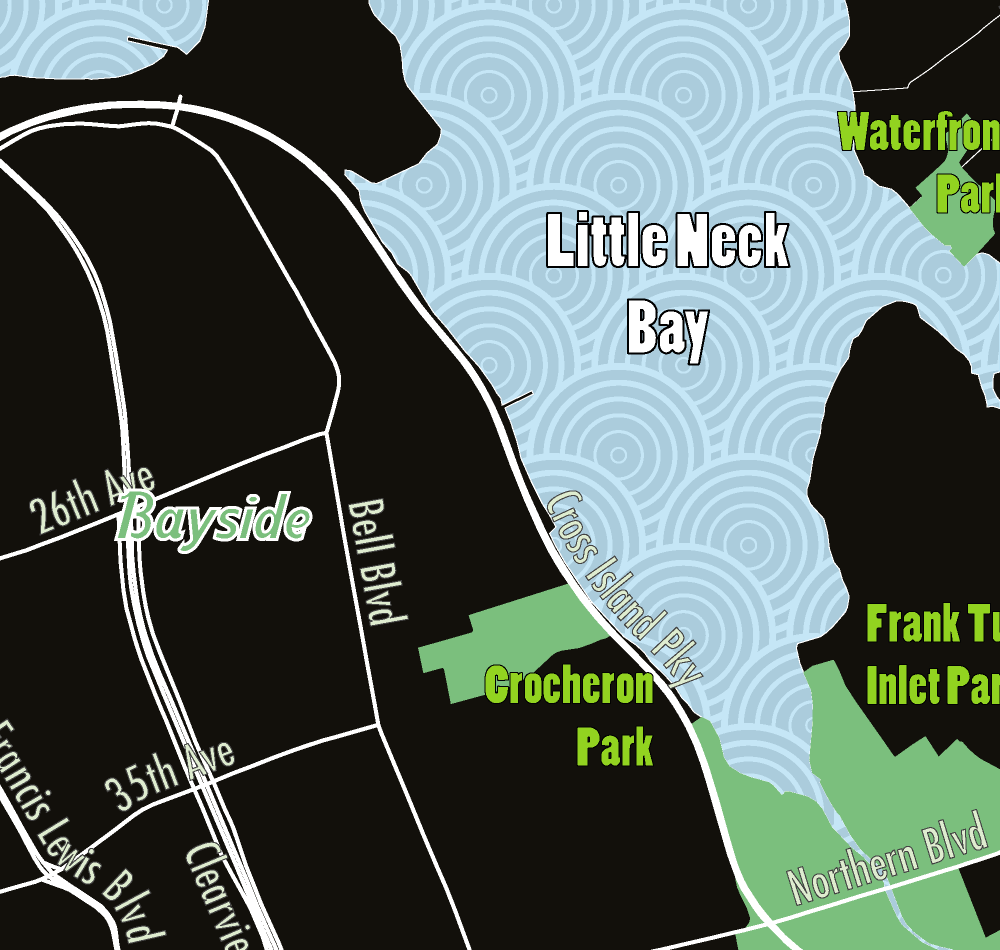 Waterfron
Park
Little Neck
Bay
26th Ave
Bayside
Bell Blvd
Cross Island Pky
Frank Tu
Inlet Par
Crocheron
Park
Francis Lewis Blvd
35th Ave
Clearvie
Northern Blvd